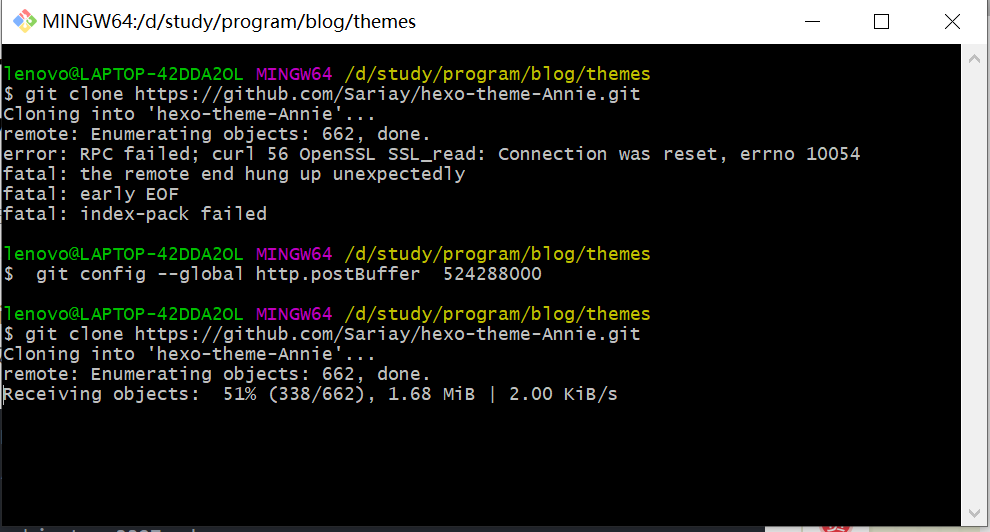 MINGW64:/d/study/program/blog/themes
lenovo@LAPTOP-42DDA2OL MINGW64 /d/study/program/blog/themes
$ git clone https://github.com/Sariay/hexo-theme-Annie.git
Cloning into 'hexo-theme-Annie'...
remote: Enumerating objects: 662, done.
error: RPC failed; curl 56 OpenSSL SSL_read: Connection was reset, errno 10054
fatal: the remote end hung up unexpectedly
fatal: early EOF
fatal: index-pack failed
lenovo@LAPTOP-42DDA2OL MINGW64 /d/study/program/blog/themes
$  git config --global http.postBuffer  524288000
lenovo@LAPTOP-42DDA2OL MINGW64 /d/study/program/blog/themes
$ git clone https://github.com/Sariay/hexo-theme-Annie.git
Cloning into 'hexo-theme-Annie'...
remote: Enumerating objects: 662, done.
Receiving objects:  51% (338/662), 1.68 MiB | 2.00 KiB/s